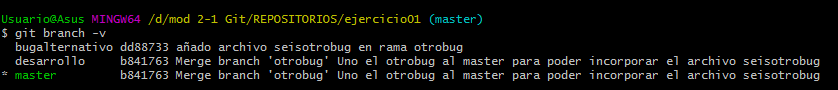 Usuario@Asus MINGW64 /d/mod 2-1 Git/REPOSITORIOS/ejercicio01 (master)
$ git branch -v
  bugalternativo dd88733 añado archivo seisotrobug en rama otrobug
  desarrollo     b841763 Merge branch 'otrobug' Uno el otrobug al master para poder incorporar el archivo seisotrobug
* master         b841763 Merge branch 'otrobug' Uno el otrobug al master para poder incorporar el archivo seisotrobug